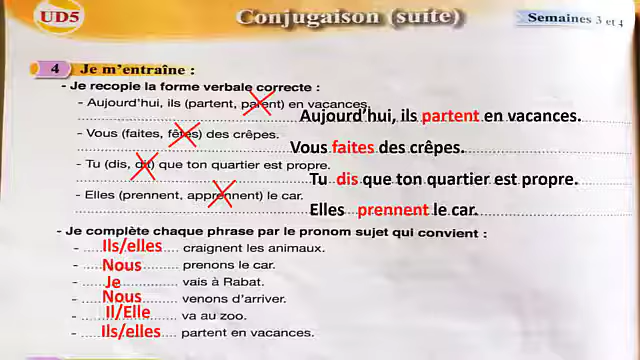 UD5 Conjugaison (suite) Semaines 3 et 4
4 Je m'entraîne :
- Je recopie la forme verbale correcte :
- Aujourd'hui, ils (partent, parent) en vacances.
Aujourd'hui, ils partent en vacances.
- Vous (faites, fêtes) des crêpes.
Vous faites des crêpes.
- Tu (dis, dit) que ton quartier est propre.
Tu dis que ton quartier est propre.
- Elles (prennent, apprennent) le car.
Elles prennent le car.
- Je complète chaque phrase par le pronom sujet qui convient :
- Ils/elles craignent les animaux.
- Nous prenons le car.
- Je vais à Rabat.
- Nous venons d'arriver.
- Il/Elle va au zoo.
- Ils/elles partent en vacances.